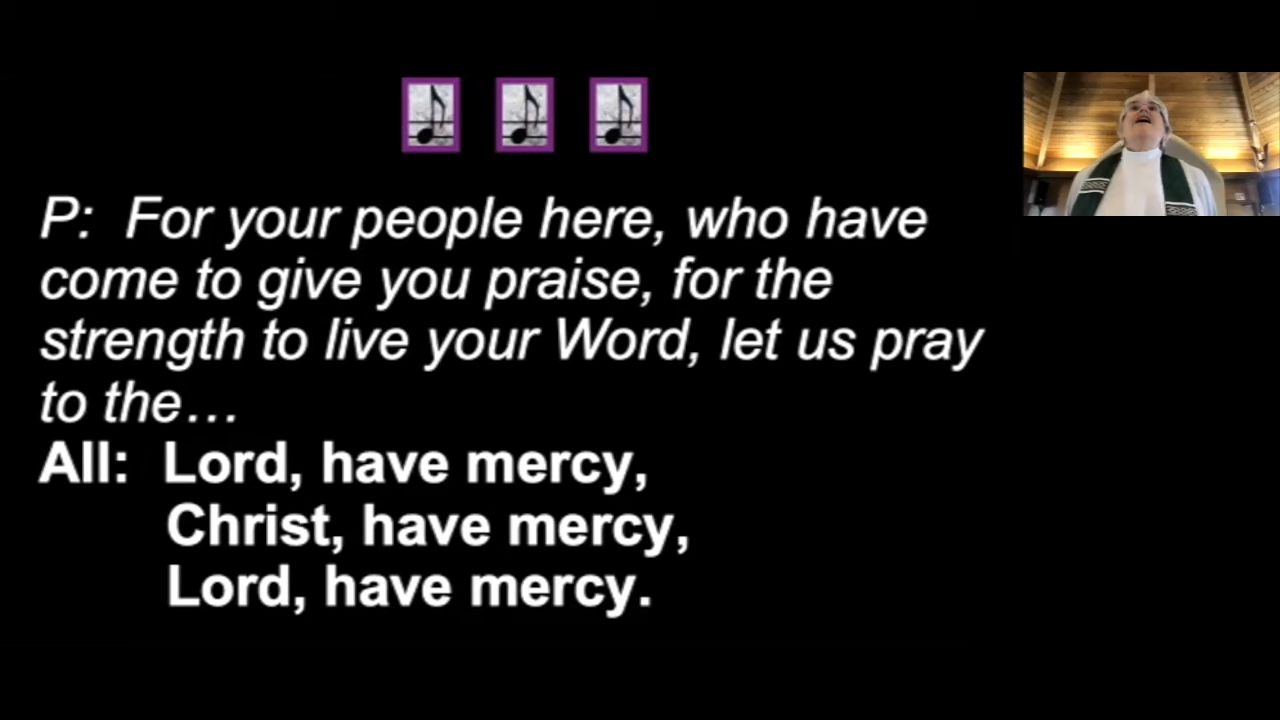 P: For your people here, who have
come to give you praise, for the
strength to live your Word, let us pray
to the…
All: Lord, have mercy,
Christ, have mercy,
Lord, have mercy.